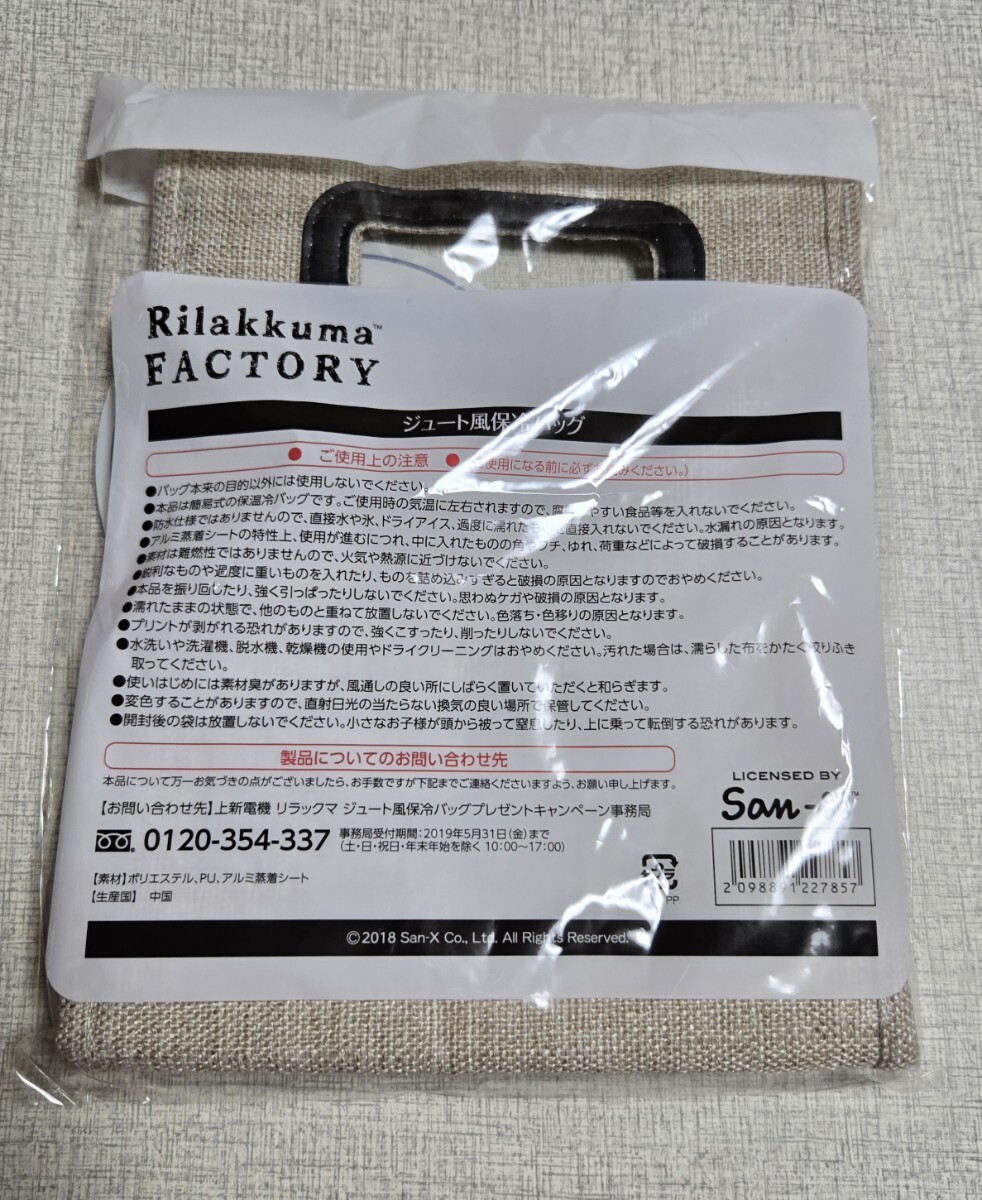 Rilakkuma™
FACTORY
ジュート風保冷バッグ
● ご使用上の注意 ● 使用になる前に必ずお読みください。)
●バッグ本来の目的以外には使用しないでください。
●本品は簡易式の保温冷バッグです。ご使用時の気温に左右されますので、腐りやすい食品等を入れないでください。
●防水仕様ではありませんので、直接水や氷、ドライアイス、過度に濡れたものを直接入れないでください。水漏れの原因となります。
●アルミ蒸着シートの特性上、使用が進むにつれ、中に入れたものの角やフチ、ゆれ、荷重などによって破損することがあります。
●素材は難燃性ではありませんので、火気や熱源に近づけないでください。
●鋭利なものや過度に重いものを入れたり、ものを詰め込みすぎると破損の原因となりますのでおやめください。
●本品を振り回したり、強く引っぱったりしないでください。思わぬケガや破損の原因となります。
●濡れたままの状態で、他のものと重ねて放置しないでください。色落ち・色移りの原因となります。
●プリントが剥がれる恐れがありますので、強くこすったり、削ったりしないでください。
●水洗いや洗濯機、脱水機、乾燥機の使用やドライクリーニングはおやめください。汚れた場合は、濡らした布をかたく絞りふき
取ってください。
●使いはじめには素材臭がありますが、風通しの良い所にしばらく置いていただくと和らぎます。
●変色することがありますので、直射日光の当たらない換気の良い場所で保管してください。
●開封後の袋は放置しないでください。小さなお子様が頭から被って窒息したり、上に乗って転倒する恐れがあります。
製品についてのお問い合わせ先
本品について万一お気づきの点がございましたら、お手数ですが下記までご連絡くださいますよう、お願い申し上げます。
【お問い合わせ先】上新電機 リラックマ ジュート風保冷バッグプレゼントキャンペーン事務局
0120-354-337 事務局受付期間:2019年5月31日(金)まで
(土・日・祝日・年末年始を除く 10:00〜17:00)
【素材】ポリエステル、PU、アルミ蒸着シート
【生産国】 中国
LICENSED BY
San-
2098891227857
PP
©2018 San-X Co., Ltd. All Rights Reserved.